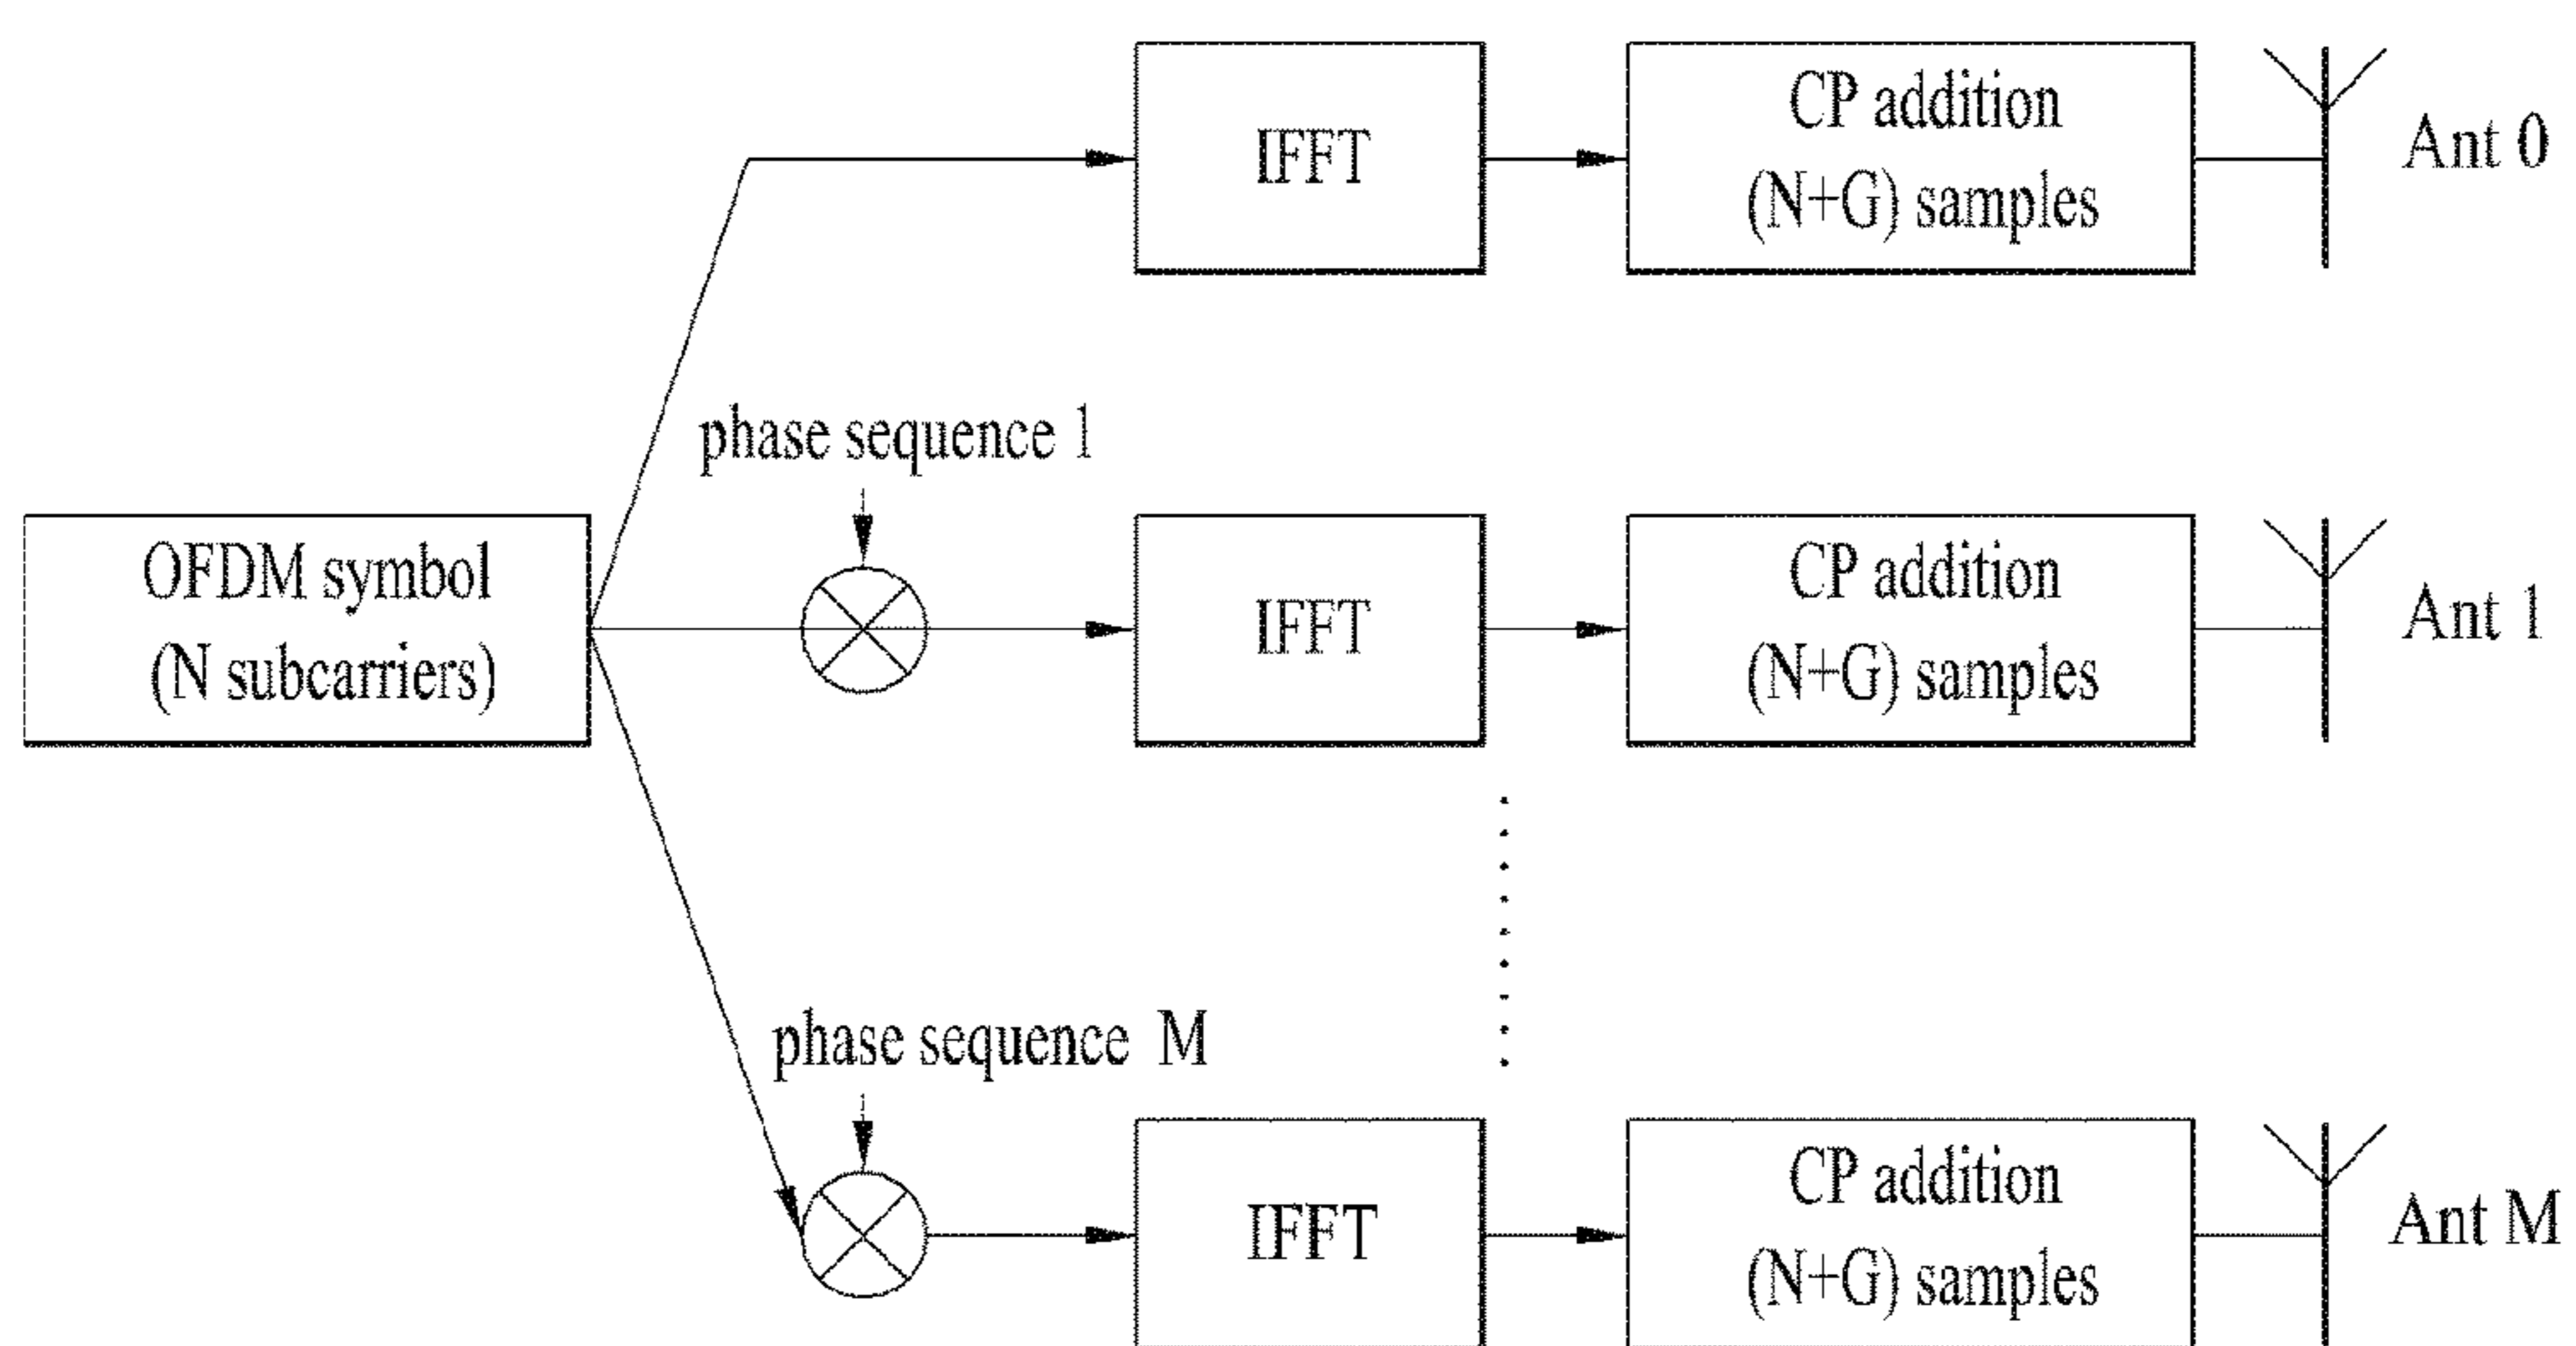 IFFT
CP addition
(N+G) samples
Ant 0
phase sequence 1
OFDM symbol
(N subcarriers)
IFFT
CP addition
(N+G) samples
Ant 1
phase sequence M
IFFT
CP addition
(N+G) samples
Ant M